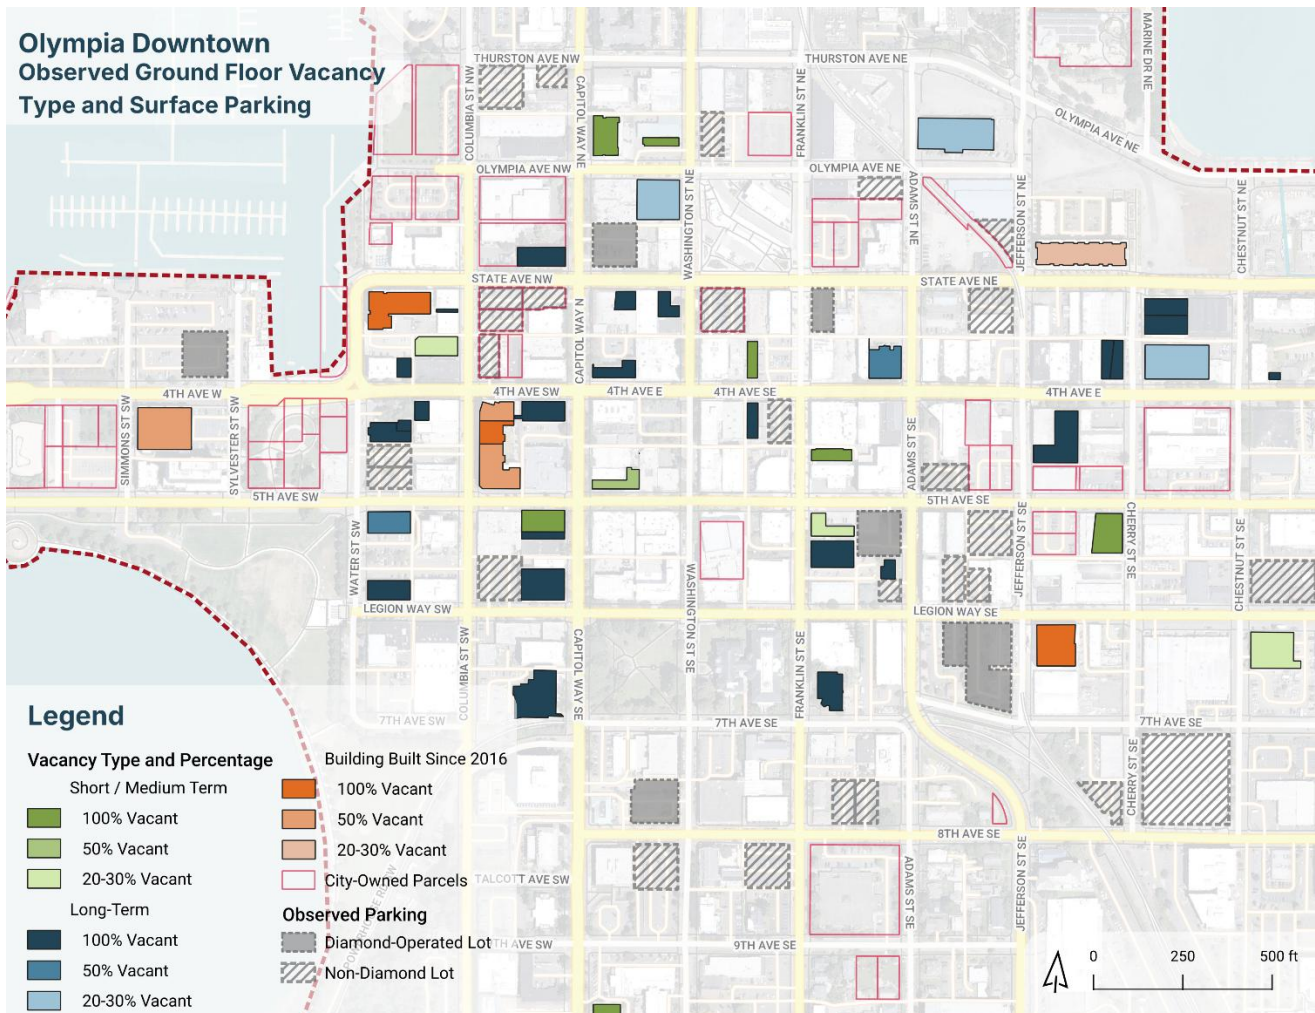 Olympia Downtown
Observed Ground Floor Vacancy
Type and Surface Parking
THURSTON AVE NW
THURSTON AVE NE
MARINE DR NE
OLYMPIA AVE NE
COLUMBIA ST NW
CAPITOL WAY NE
FRANKLIN ST NE
OLYMPIA AVE NW
OLYMPIA AVE NE
WASHINGTON ST NE
ADAMS ST NE
JEFFERSON ST NE
CHESTNUT ST NE
STATE AVE NW
STATE AVE NE
CAPITOL WAY N
4TH AVE W
4TH AVE SW
4TH AVE E
4TH AVE SE
4TH AVE E
SIMMONS ST SW
SYLVESTER ST SW
ADAMS ST SE
5TH AVE SW
5TH AVE SE
WATER ST SW
WASHINGTON ST SE
JEFFERSON ST SE
CHERRY ST SE
CHESTNUT ST SE
LEGION WAY SW
LEGION WAY SE
COLUMBIA ST SW
CAPITOL WAY SE
FRANKLIN ST SE
7TH AVE SW
7TH AVE SE
7TH AVE SE
CHERRY ST SE
8TH AVE SE
TALCOTT AVE SW
ADAMS ST SE
JEFFERSON ST SE
TH AVE SW
9TH AVE SE
Legend
Vacancy Type and Percentage
Short / Medium Term
100% Vacant
50% Vacant
20-30% Vacant
Long-Term
100% Vacant
50% Vacant
20-30% Vacant
Building Built Since 2016
100% Vacant
50% Vacant
20-30% Vacant
City-Owned Parcels
Observed Parking
Diamond-Operated Lot
Non-Diamond Lot
0 250 500 ft